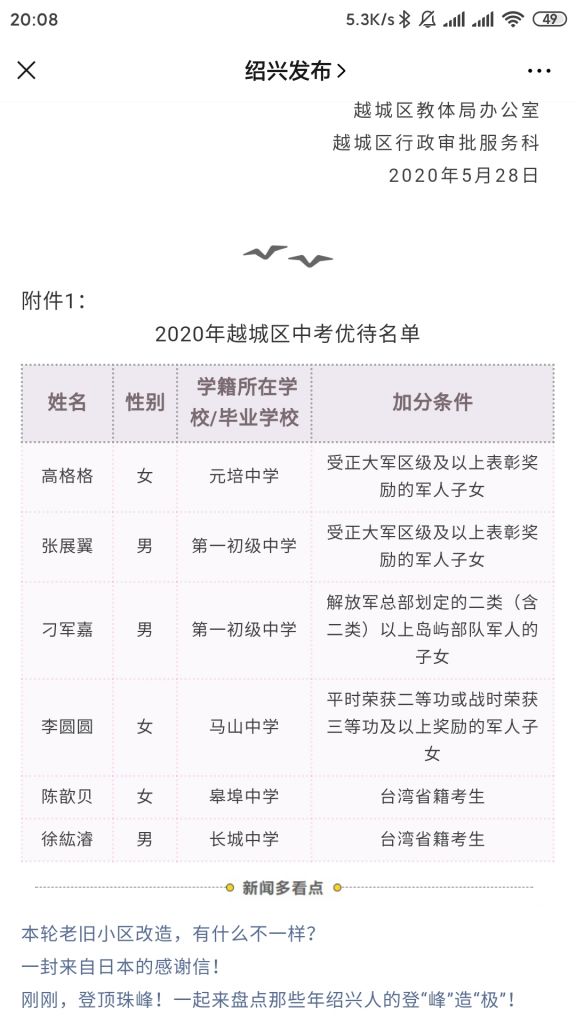 20:08 5.3K/s 49
绍兴发布
越城区教体局办公室
越城区行政审批服务科
2020年5月28日
附件1：
2020年越城区中考优待名单
姓名 性别 学籍所在学校/毕业学校 加分条件
高格格 女 元培中学 受正大军区级及以上表彰奖励的军人子女
张展翼 男 第一初级中学 受正大军区级及以上表彰奖励的军人子女
刁军嘉 男 第一初级中学 解放军总部划定的二类（含二类）以上岛屿部队军人的子女
李圆圆 女 马山中学 平时荣获二等功或战时荣获三等功及以上奖励的军人子女
陈歆贝 女 皋埠中学 台湾省籍考生
徐紘濬 男 长城中学 台湾省籍考生
新闻多看点
本轮老旧小区改造，有什么不一样？
一封来自日本的感谢信！
刚刚，登顶珠峰！一起来盘点那些年绍兴人的登“峰”造“极”！